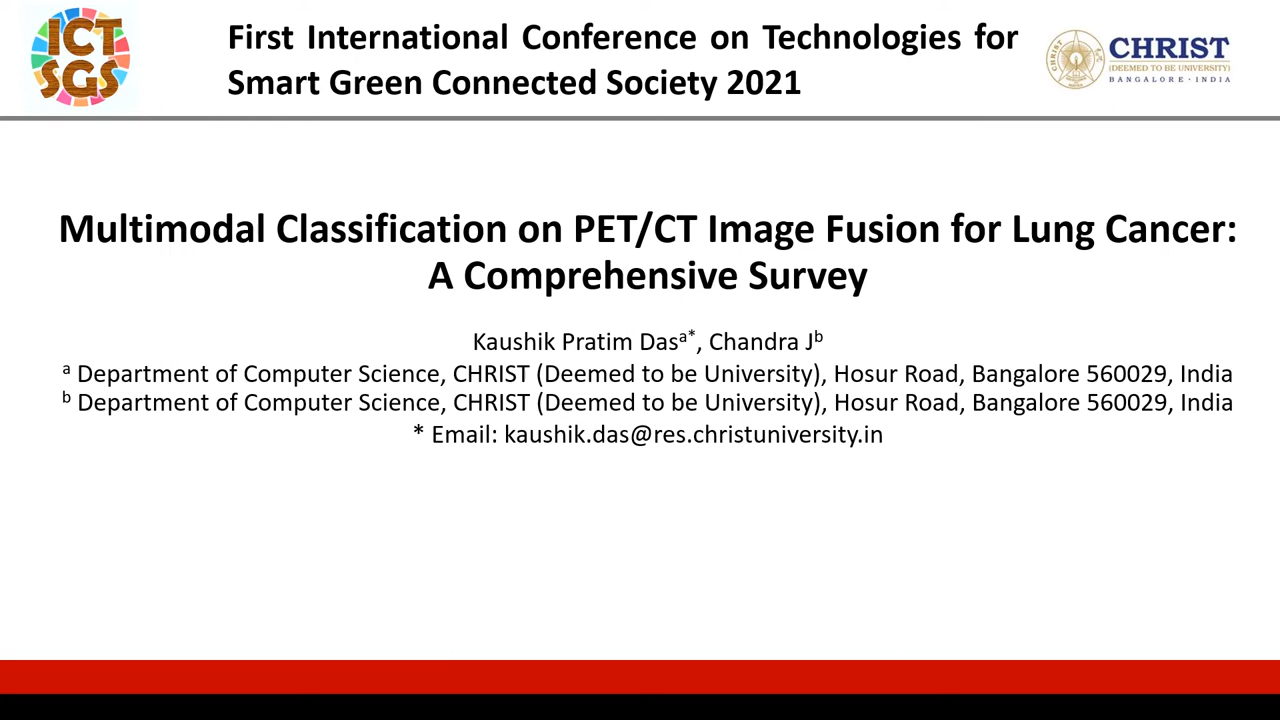 ICT
SGS
First International Conference on Technologies for
Smart Green Connected Society 2021
CHRIST
(DEEMED TO BE UNIVERSITY)
BANGALORE · INDIA
Multimodal Classification on PET/CT Image Fusion for Lung Cancer:
A Comprehensive Survey
Kaushik Pratim Dasᵃ*, Chandra Jᵇ
ᵃ Department of Computer Science, CHRIST (Deemed to be University), Hosur Road, Bangalore 560029, India
ᵇ Department of Computer Science, CHRIST (Deemed to be University), Hosur Road, Bangalore 560029, India
* Email: kaushik.das@res.christuniversity.in